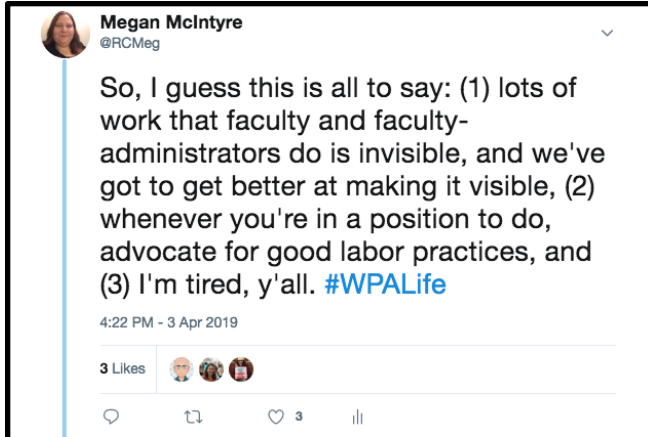 Megan McIntyre
@RCMeg
So, I guess this is all to say: (1) lots of
work that faculty and faculty-
administrators do is invisible, and we've
got to get better at making it visible, (2)
whenever you're in a position to do,
advocate for good labor practices, and
(3) I'm tired, y'all. #WPALife
4:22 PM - 3 Apr 2019
3 Likes
3